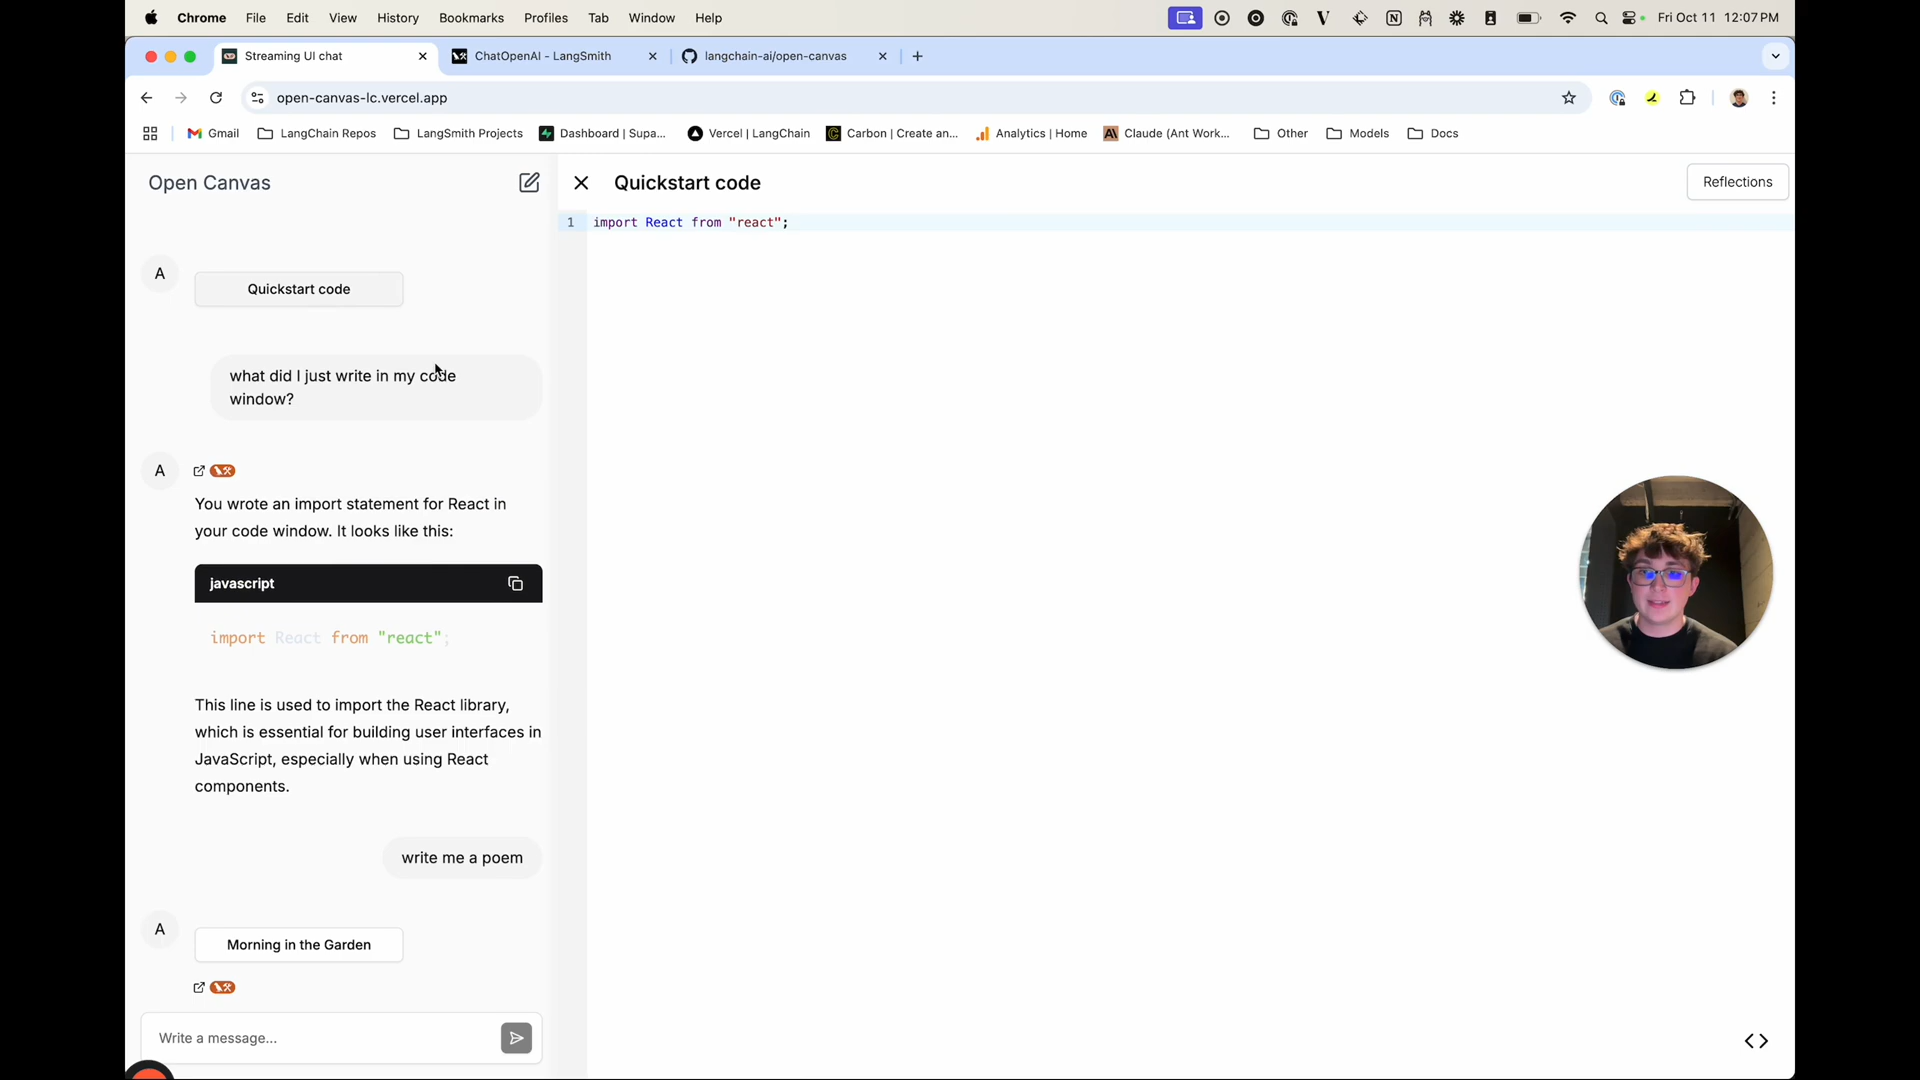 Chrome File Edit View History Bookmarks Profiles Tab Window Help Fri Oct 11 12:07 PM
Streaming UI chat ChatOpenAI - LangSmith langchain-ai/open-canvas
open-canvas-lc.vercel.app
Gmail LangChain Repos LangSmith Projects Dashboard | Supa... Vercel | LangChain Carbon | Create an... Analytics | Home Claude (Ant Work... Other Models Docs
Open Canvas
Quickstart code
Reflections
1 import React from "react";
A
Quickstart code
what did I just write in my code
window?
A
You wrote an import statement for React in
your code window. It looks like this:
javascript
import React from "react";
This line is used to import the React library,
which is essential for building user interfaces in
JavaScript, especially when using React
components.
write me a poem
A
Morning in the Garden
Write a message...